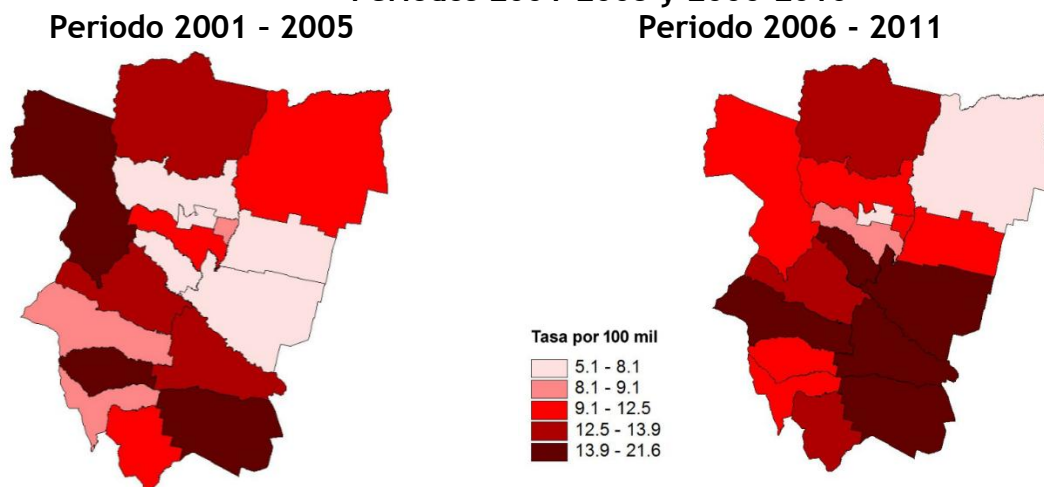 Periodo 2001 – 2005
Periodo 2006 - 2011
Tasa por 100 mil
5.1 - 8.1
8.1 - 9.1
9.1 - 12.5
12.5 - 13.9
13.9 - 21.6